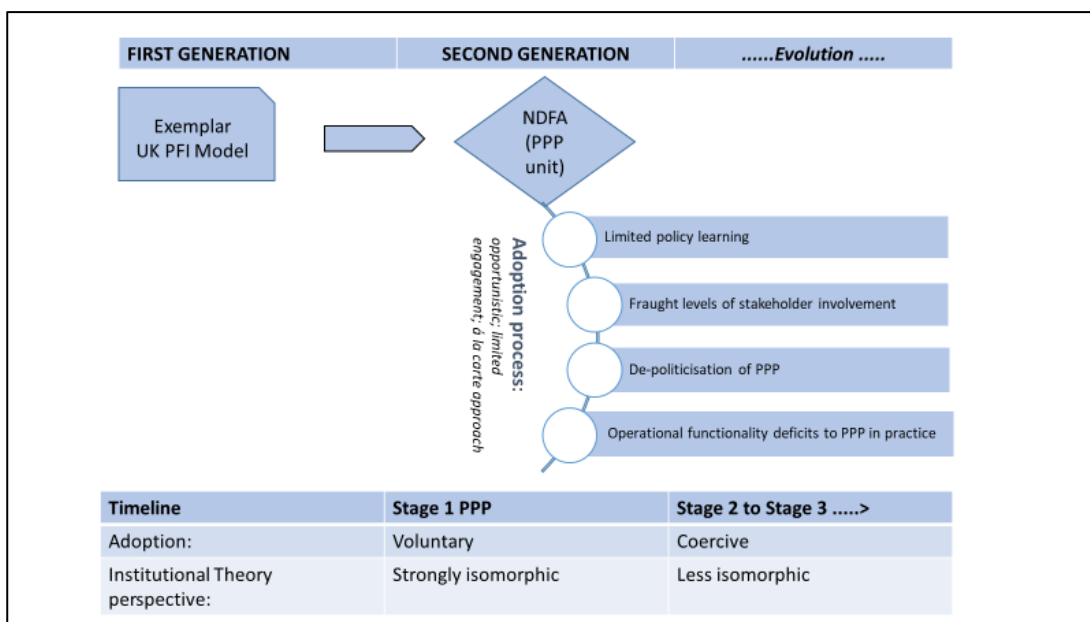 FIRST GENERATION SECOND GENERATION ......Evolution .....
Exemplar
UK PFI Model
NDFA
(PPP
unit)
Adoption process:
opportunistic; limited
engagement; á la carte approach
Limited policy learning
Fraught levels of stakeholder involvement
De-politicisation of PPP
Operational functionality deficits to PPP in practice
Timeline Stage 1 PPP Stage 2 to Stage 3 .....>
Adoption: Voluntary Coercive
Institutional Theory Strongly isomorphic Less isomorphic
perspective: